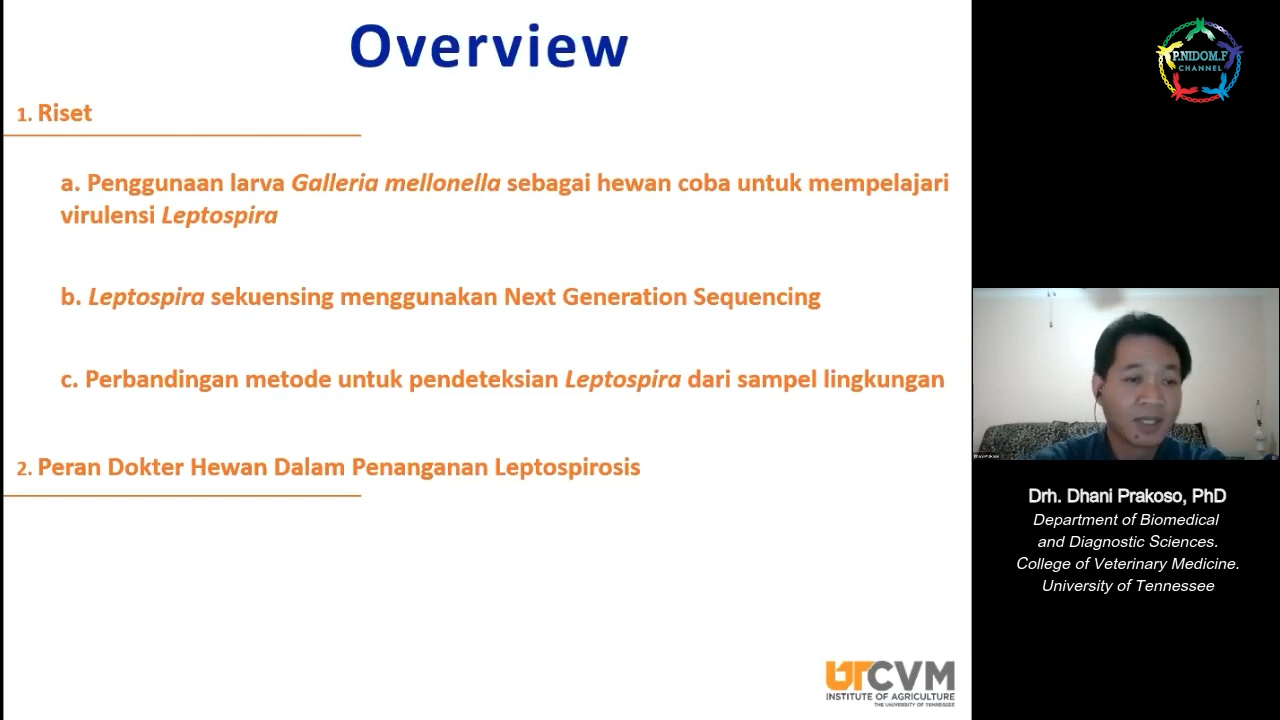 Overview
1. Riset
a. Penggunaan larva Galleria mellonella sebagai hewan coba untuk mempelajari
virulensi Leptospira
b. Leptospira sekuensing menggunakan Next Generation Sequencing
c. Perbandingan metode untuk pendeteksian Leptospira dari sampel lingkungan
2. Peran Dokter Hewan Dalam Penanganan Leptospirosis
UTCVM
INSTITUTE OF AGRICULTURE
THE UNIVERSITY OF TENNESSEE
P.NIDOM.F
CHANNEL
Drh. Dhani Prakoso, PhD
Department of Biomedical
and Diagnostic Sciences.
College of Veterinary Medicine.
University of Tennessee